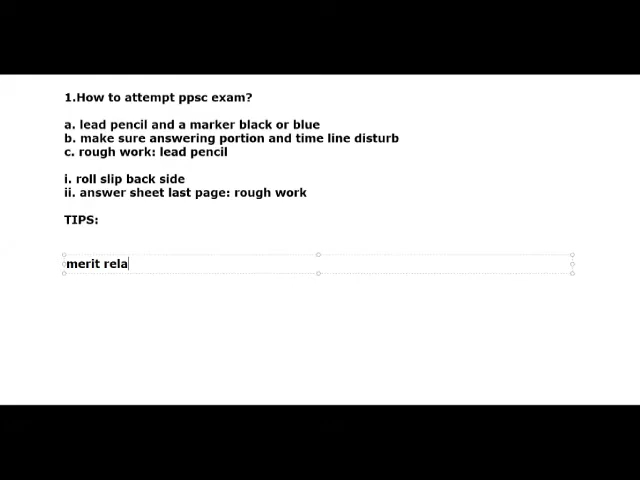 1.How to attempt ppsc exam?
a. lead pencil and a marker black or blue
b. make sure answering portion and time line disturb
c. rough work: lead pencil
i. roll slip back side
ii. answer sheet last page: rough work
TIPS:
merit rela